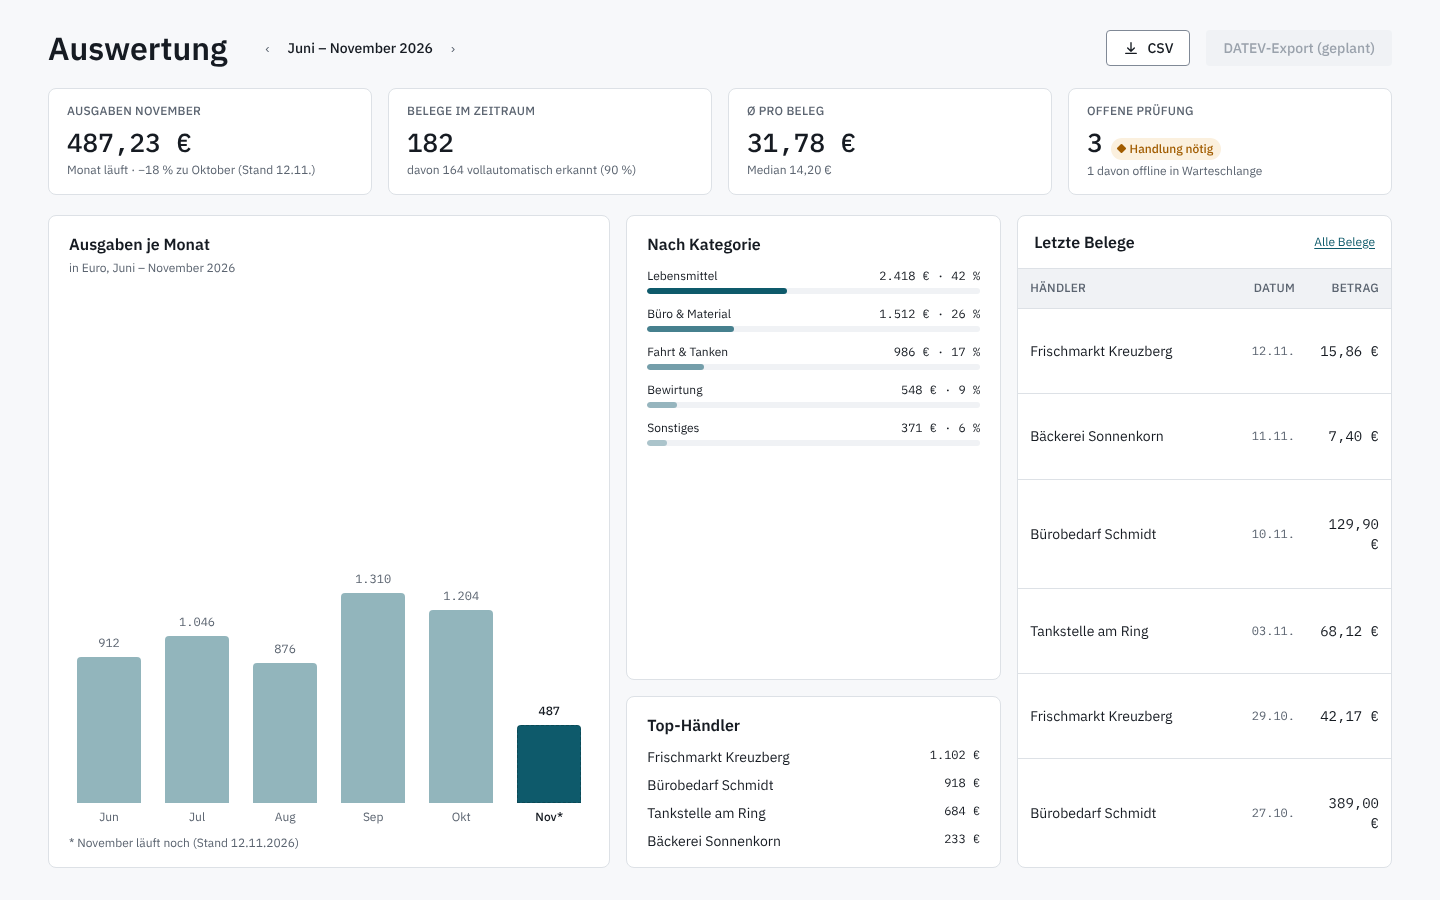 Auswertung
‹ Juni – November 2026 ›
CSV
DATEV-Export (geplant)
AUSGABEN NOVEMBER
487,23 €
Monat läuft · −18 % zu Oktober (Stand 12.11.)
BELEGE IM ZEITRAUM
182
davon 164 vollautomatisch erkannt (90 %)
Ø PRO BELEG
31,78 €
Median 14,20 €
OFFENE PRÜFUNG
3 ◆ Handlung nötig
1 davon offline in Warteschlange
Ausgaben je Monat
in Euro, Juni – November 2026
912
1.046
876
1.310
1.204
487
Jun
Jul
Aug
Sep
Okt
Nov*
* November läuft noch (Stand 12.11.2026)
Nach Kategorie
Lebensmittel 2.418 € · 42 %
Büro & Material 1.512 € · 26 %
Fahrt & Tanken 986 € · 17 %
Bewirtung 548 € · 9 %
Sonstiges 371 € · 6 %
Top-Händler
Frischmarkt Kreuzberg 1.102 €
Bürobedarf Schmidt 918 €
Tankstelle am Ring 684 €
Bäckerei Sonnenkorn 233 €
Letzte Belege
Alle Belege
HÄNDLER DATUM BETRAG
Frischmarkt Kreuzberg 12.11. 15,86 €
Bäckerei Sonnenkorn 11.11. 7,40 €
Bürobedarf Schmidt 10.11. 129,90
€
Tankstelle am Ring 03.11. 68,12 €
Frischmarkt Kreuzberg 29.10. 42,17 €
Bürobedarf Schmidt 27.10. 389,00
€